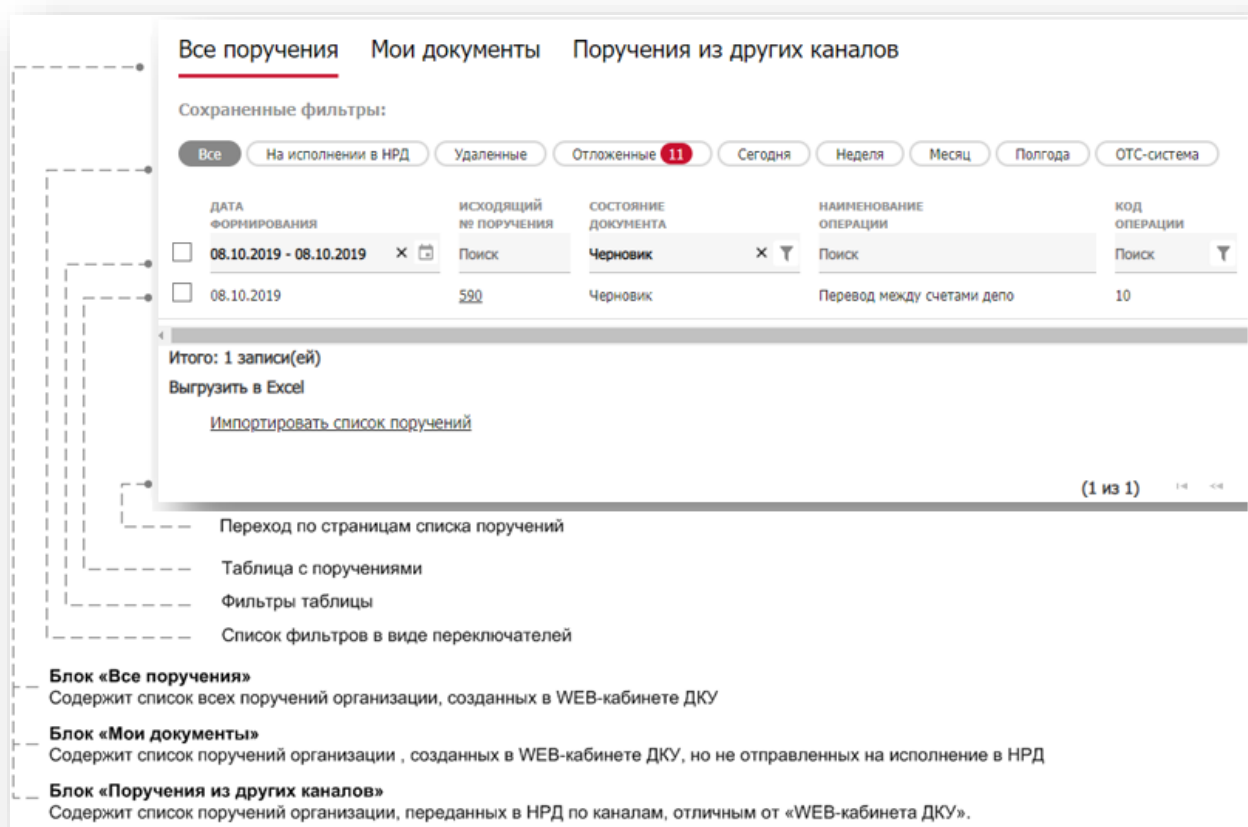 Все поручения Мои документы Поручения из других каналов
Сохраненные фильтры:
Все На исполнении в НРД Удаленные Отложенные 11 Сегодня Неделя Месяц Полгода ОТС-система
ДАТА ИСХОДЯЩИЙ СОСТОЯНИЕ НАИМЕНОВАНИЕ КОД
ФОРМИРОВАНИЯ № ПОРУЧЕНИЯ ДОКУМЕНТА ОПЕРАЦИИ ОПЕРАЦИИ
08.10.2019 - 08.10.2019 Поиск Черновик Поиск Поиск
08.10.2019 590 Черновик Перевод между счетами депо 10
Итого: 1 записи(ей)
Выгрузить в Excel
Импортировать список поручений
(1 из 1)
Переход по страницам списка поручений
Таблица с поручениями
Фильтры таблицы
Список фильтров в виде переключателей
Блок «Все поручения»
Содержит список всех поручений организации, созданных в WEB-кабинете ДКУ
Блок «Мои документы»
Содержит список поручений организации , созданных в WEB-кабинете ДКУ, но не отправленных на исполнение в НРД
Блок «Поручения из других каналов»
Содержит список поручений организации, переданных в НРД по каналам, отличным от «WEB-кабинета ДКУ».